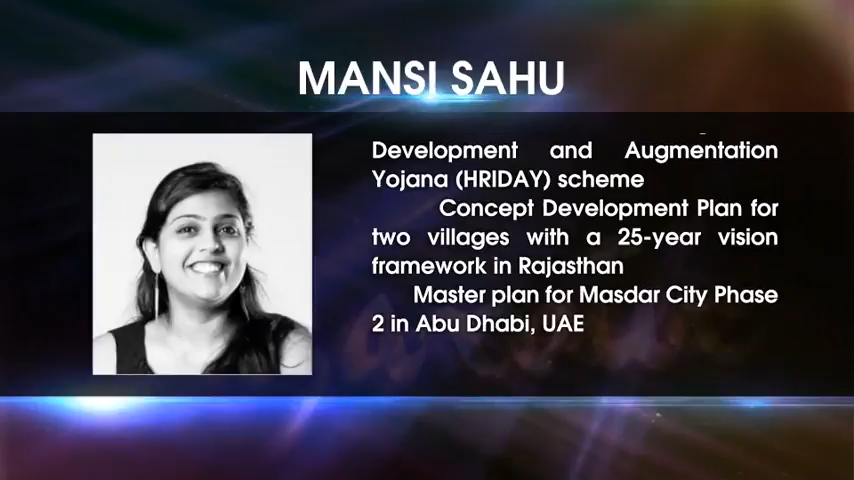 MANSI SAHU
Development and Augmentation
Yojana (HRIDAY) scheme
Concept Development Plan for
two villages with a 25-year vision
framework in Rajasthan
Master plan for Masdar City Phase
2 in Abu Dhabi, UAE